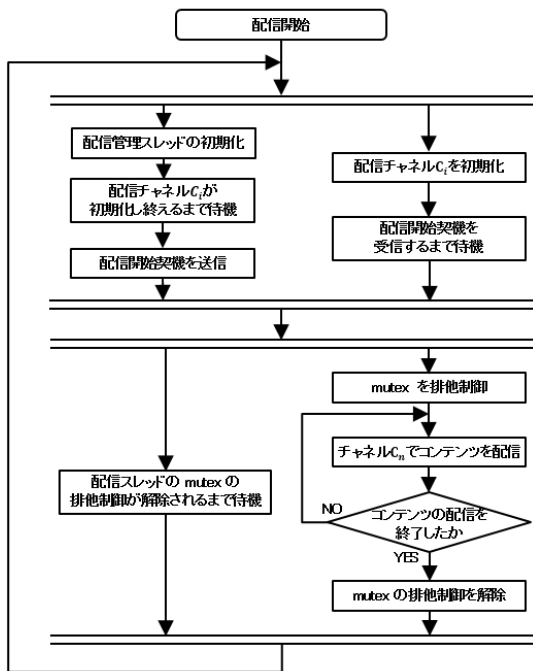 配信開始
配信管理スレッドの初期化
配信チャネルC_iが
初期化し終えるまで待機
配信開始契機を送信
配信チャネルC_iを初期化
配信開始契機を
受信するまで待機
配信スレッドの mutex の
排他制御が解除されるまで待機
mutex を排他制御
チャネルC_nでコンテンツを配信
コンテンツの配信を
終了したか
NO
YES
mutex の排他制御を解除